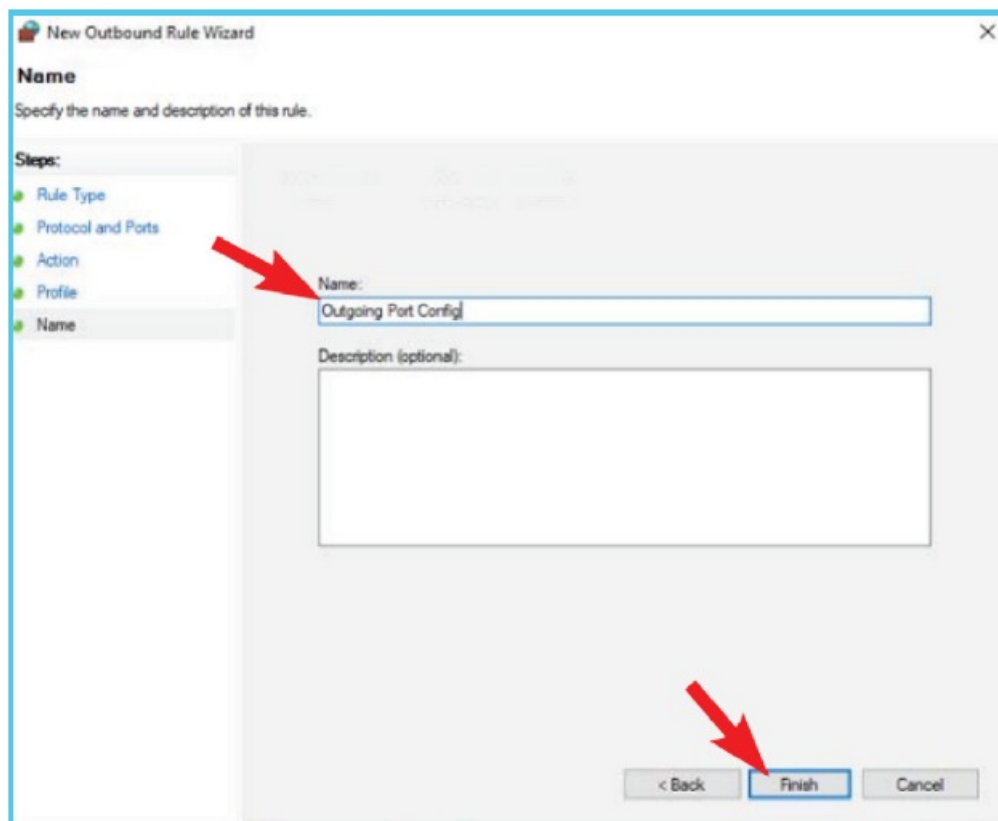 New Outbound Rule Wizard
Name
Specify the name and description of this rule.
Steps:
Rule Type
Protocol and Ports
Action
Profile
Name
Name:
Outgoing Port Config
Description (optional):
< Back
Finish
Cancel